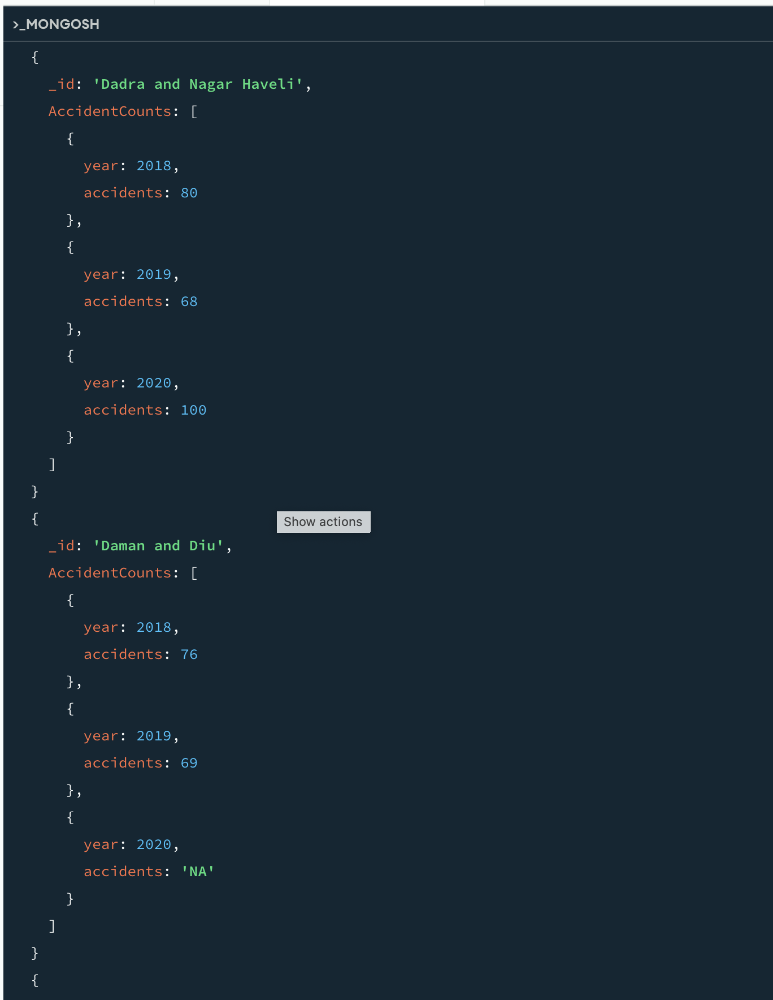 >_MONGOSH
{
_id: 'Dadra and Nagar Haveli',
AccidentCounts: [
{
year: 2018,
accidents: 80
},
{
year: 2019,
accidents: 68
},
{
year: 2020,
accidents: 100
}
]
}
{
Show actions
_id: 'Daman and Diu',
AccidentCounts: [
{
year: 2018,
accidents: 76
},
{
year: 2019,
accidents: 69
},
{
year: 2020,
accidents: 'NA'
}
]
}
{